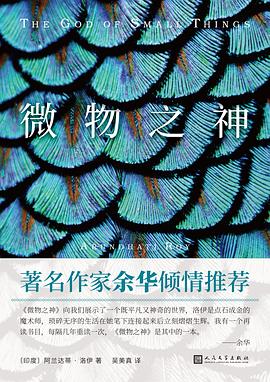 THE GOD OF SMALL THINGS
微物之神
ARUNDHATI ROY
著名作家余华倾情推荐
《微物之神》向我们展示了一个既平凡又神奇的世界，洛伊是点石成金的
魔术师，琐碎无序的生活在她笔下连接起来后立刻熠熠生辉。我有一个再
读书目，每隔几年重读一次，《微物之神》是其中的一本。
——余华
〔印度〕阿兰达蒂·洛伊 著 吴美真 译
人民文学出版社